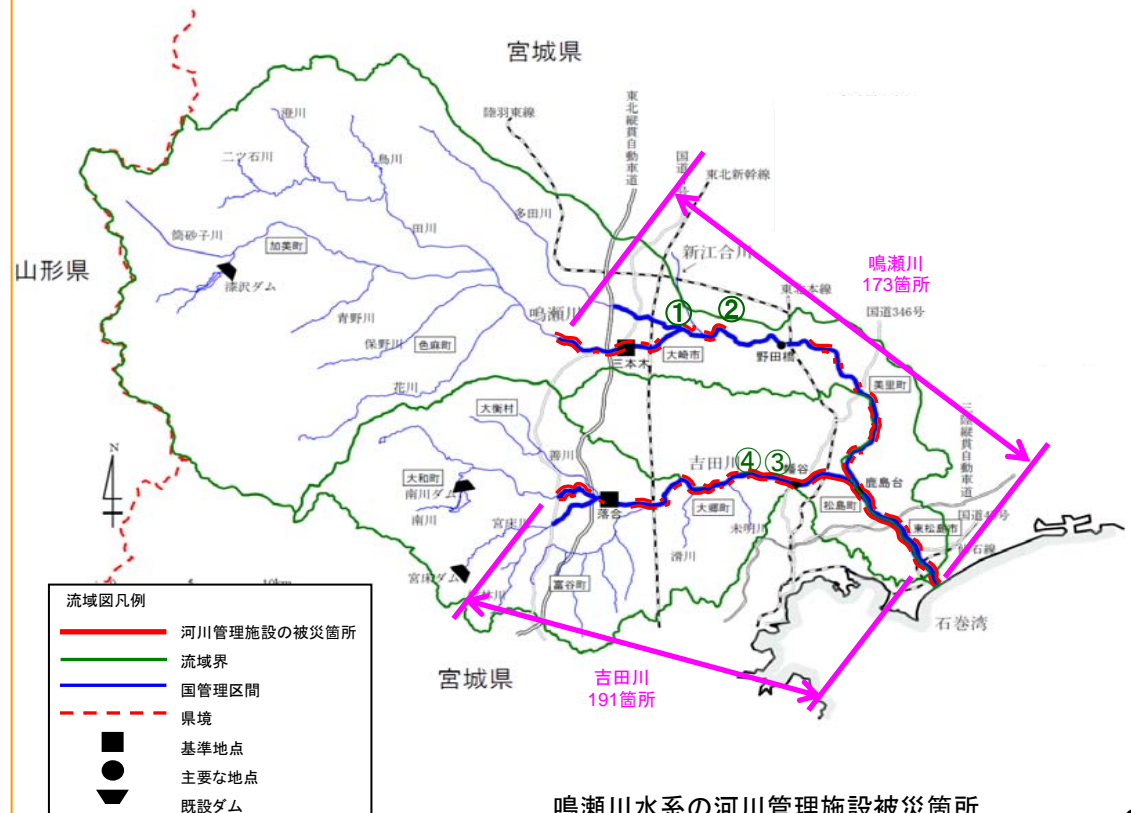 宮城県
陸羽東線
東北縦貫自動車道
東北新幹線
澄川
二ツ石川
鳥川
多田川
田川
筒砂子川
加美町
新江合川
山形県
漆沢ダム
鳴瀬川
鳴瀬川
173箇所
東北本線
国道346号
①
②
青野川
保野川
色麻町
三本木
大崎市
野田橋
美里町
花川
大衡村
三陸縦貫自動車道
善川
吉田川
④
③
N
大和町
南川ダム
南川
落合
大郷町
松島町
鹿島台
東松島市
宮床川
滑川
宮床ダム
富谷町
石巻湾
5
10km
宮城県
吉田川
191箇所
流域図凡例
河川管理施設の被災箇所
流域界
国管理区間
県境
基準地点
主要な地点
既設ダム
鳴瀬川水系の河川管理施設被災箇所